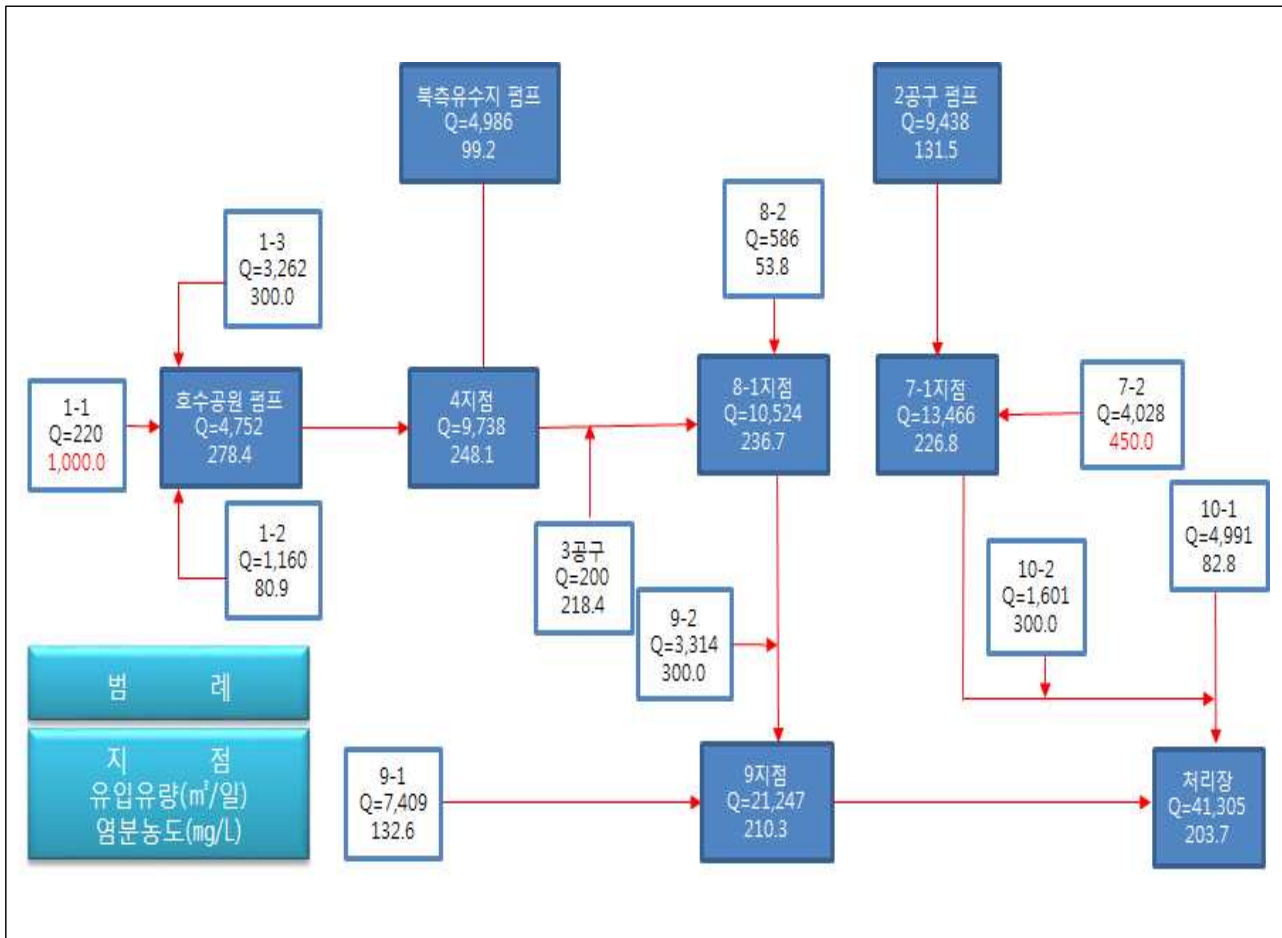 북측유수지 펌프
Q=4,986
99.2
2공구 펌프
Q=9,438
131.5
8-2
Q=586
53.8
1-3
Q=3,262
300.0
1-1
Q=220
1,000.0
호수공원 펌프
Q=4,752
278.4
4지점
Q=9,738
248.1
8-1지점
Q=10,524
236.7
7-1지점
Q=13,466
226.8
7-2
Q=4,028
450.0
1-2
Q=1,160
80.9
3공구
Q=200
218.4
9-2
Q=3,314
300.0
10-2
Q=1,601
300.0
10-1
Q=4,991
82.8
범 례
지 점
유입유량(㎥/일)
염분농도(mg/L)
9-1
Q=7,409
132.6
9지점
Q=21,247
210.3
처리장
Q=41,305
203.7